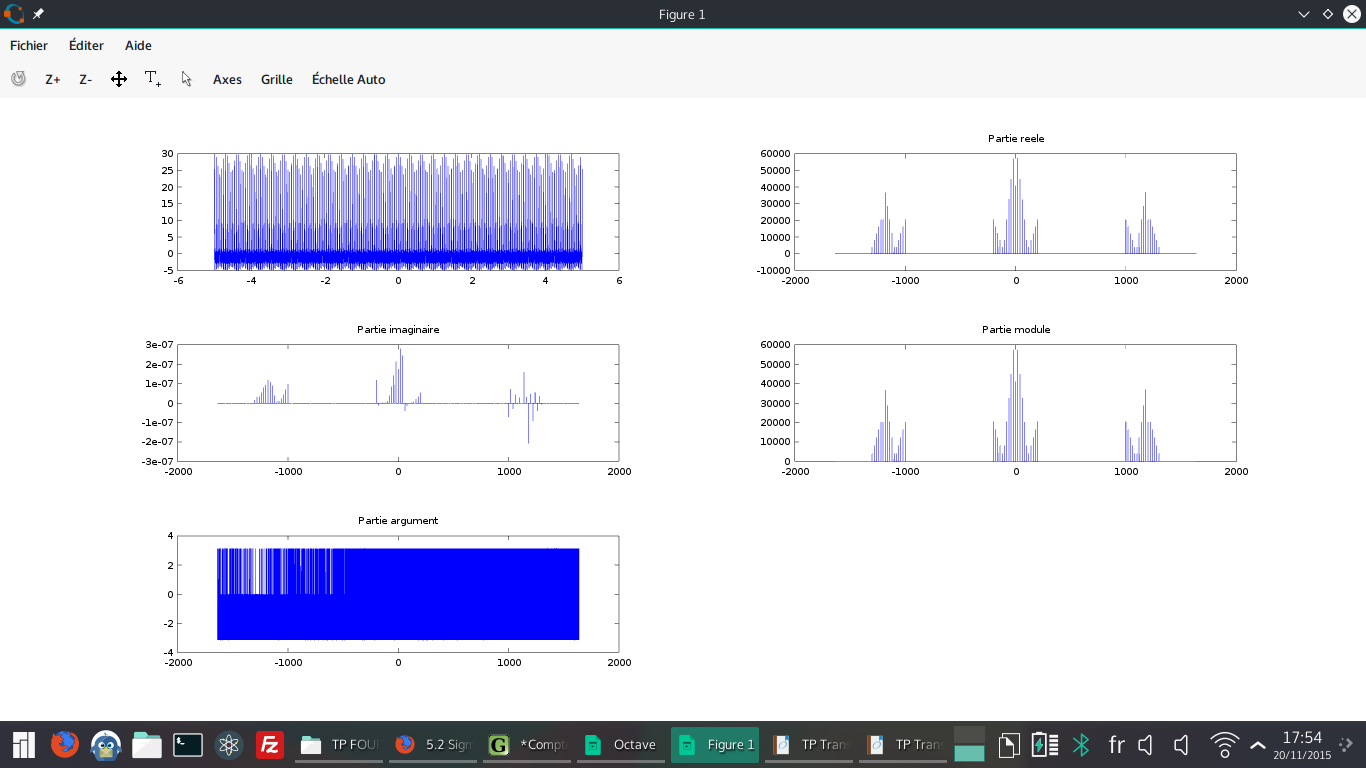 Figure 1
Fichier Éditer Aide
Z+ Z- T+ Axes Grille Échelle Auto
30
25
20
15
10
5
0
-5
-6 -4 -2 0 2 4 6
Partie reele
60000
50000
40000
30000
20000
10000
0
-10000
-2000 -1000 0 1000 2000
Partie imaginaire
3e-07
2e-07
1e-07
0
-1e-07
-2e-07
-3e-07
-2000 -1000 0 1000 2000
Partie module
60000
50000
40000
30000
20000
10000
0
-2000 -1000 0 1000 2000
Partie argument
4
2
0
-2
-4
-2000 -1000 0 1000 2000
TP FOU 5.2 Sign *Compt Octave Figure 1 TP Trans TP Trans fr 17:54
20/11/2015